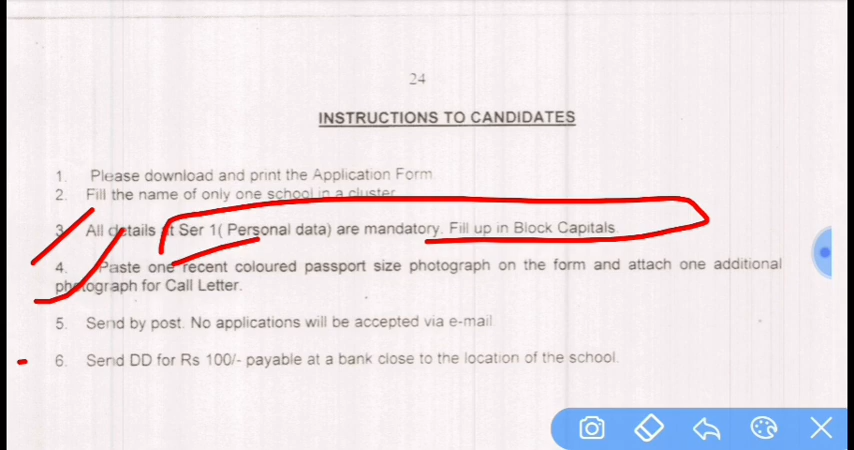 24
INSTRUCTIONS TO CANDIDATES
1. Please download and print the Application Form
2. Fill the name of only one school in a cluster
3. All details at Ser 1( Personal data) are mandatory. Fill up in Block Capitals.
4. Paste one recent coloured passport size photograph on the form and attach one additional
photograph for Call Letter.
5. Send by post. No applications will be accepted via e-mail
6. Send DD for Rs 100/- payable at a bank close to the location of the school.